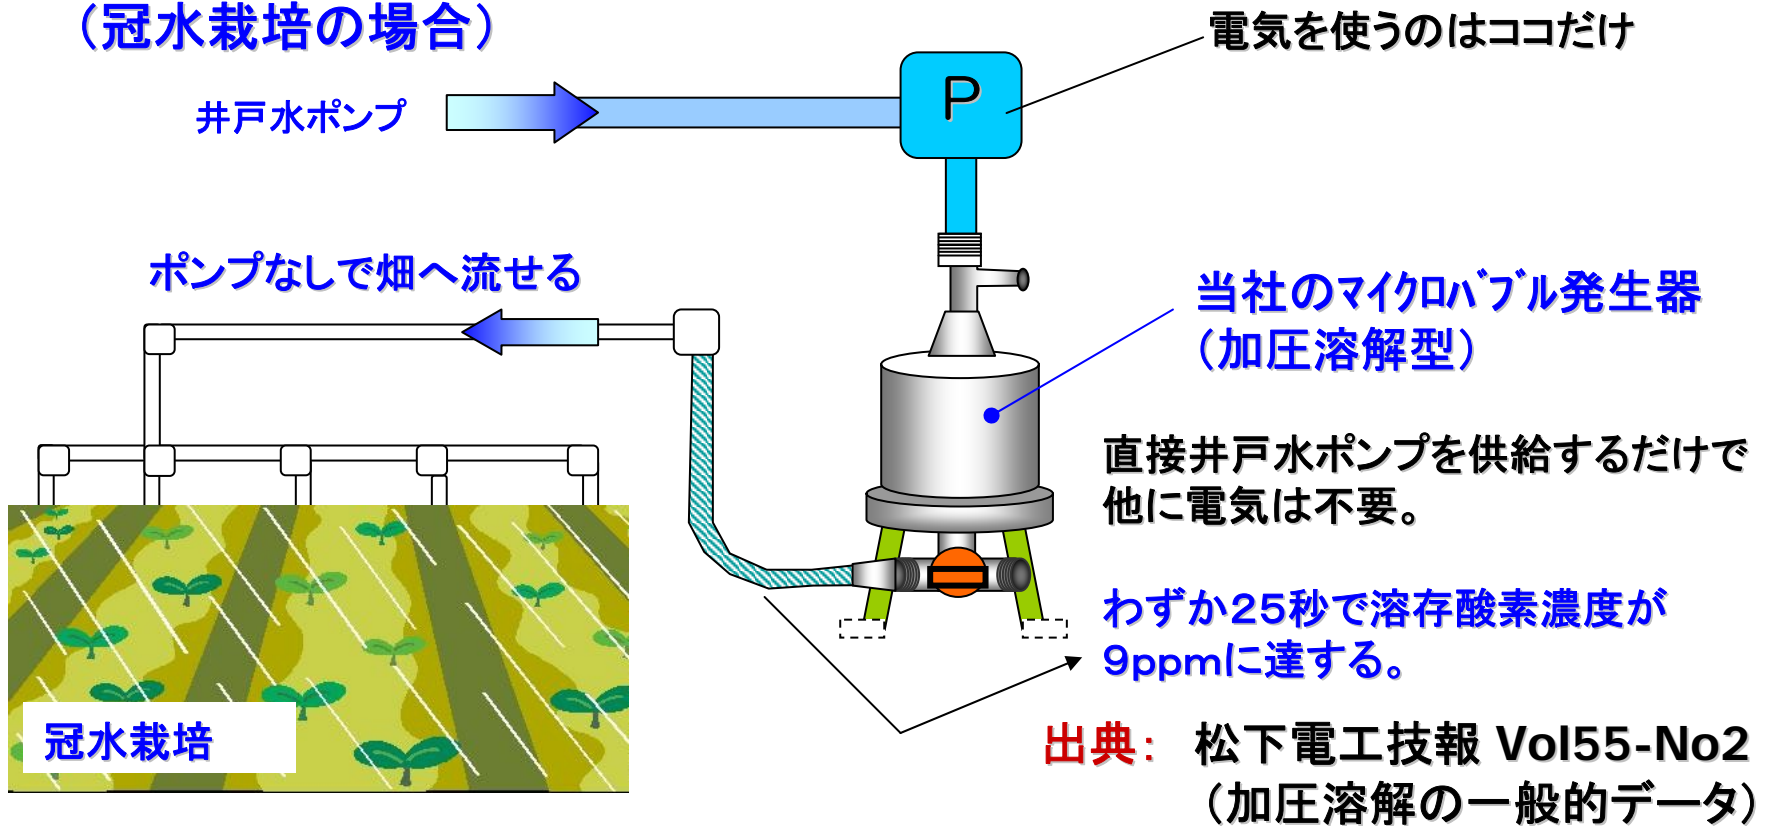 （冠水栽培の場合）
電気を使うのはココだけ
P
井戸水ポンプ
ポンプなしで畑へ流せる
当社のﾏｲｸﾛﾊﾞﾌﾞﾙ発生器
（加圧溶解型）
直接井戸水ポンプを供給するだけで
他に電気は不要。
わずか２５秒で溶存酸素濃度が
９ppmに達する。
冠水栽培
出典： 松下電工技報 Vol55-No2
（加圧溶解の一般的データ）